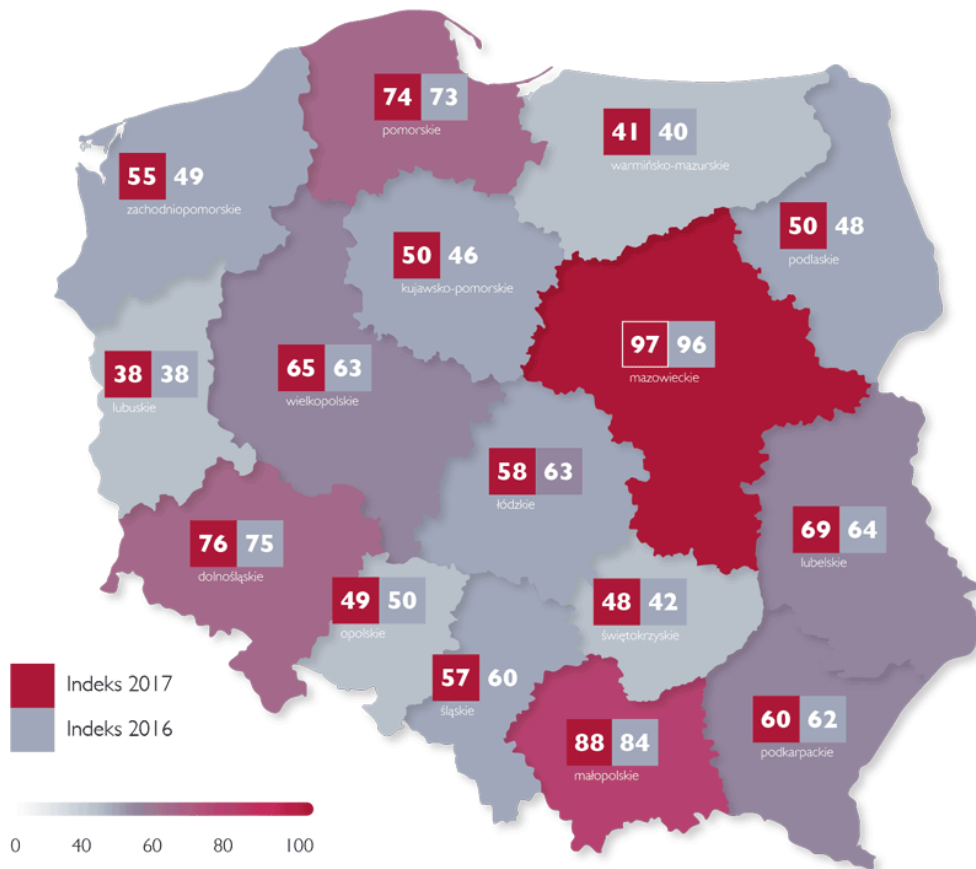 74 73
pomorskie
41 40
warmińsko-mazurskie
55 49
zachodniopomorskie
50 48
podlaskie
50 46
kujawsko-pomorskie
97 96
mazowieckie
38 38
lubuskie
65 63
wielkopolskie
58 63
łódzkie
76 75
dolnośląskie
69 64
lubelskie
49 50
opolskie
48 42
świętokrzyskie
57 60
śląskie
60 62
podkarpackie
88 84
małopolskie
Indeks 2017
Indeks 2016
0 40 60 80 100